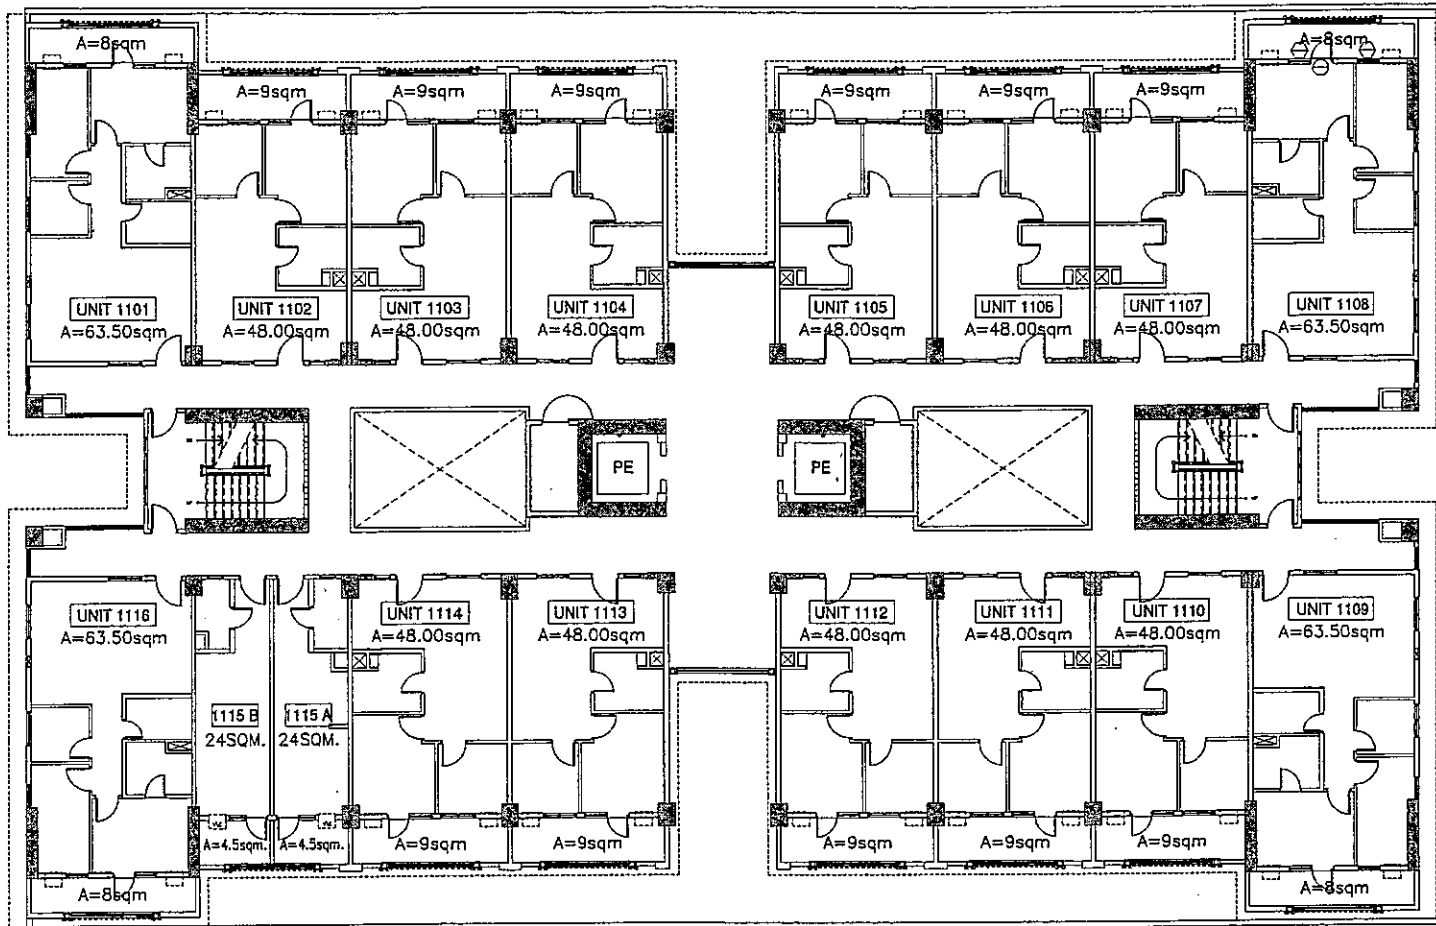 A=8sqm
A=8sqm
A=9sqm
A=9sqm
A=9sqm
A=9sqm
A=9sqm
A=9sqm
UNIT 1101
A=63.50sqm
UNIT 1102
A=48.00sqm
UNIT 1103
A=48.00sqm
UNIT 1104
A=48.00sqm
UNIT 1105
A=48.00sqm
UNIT 1106
A=48.00sqm
UNIT 1107
A=48.00sqm
UNIT 1108
A=63.50sqm
PE
PE
UNIT 1116
A=63.50sqm
1115 B
24SQM.
1115 A
24SQM.
UNIT 1114
A=48.00sqm
UNIT 1113
A=48.00sqm
UNIT 1112
A=48.00sqm
UNIT 1111
A=48.00sqm
UNIT 1110
A=48.00sqm
UNIT 1109
A=63.50sqm
A=4.5sqm.
A=4.5sqm.
A=9sqm
A=9sqm
A=9sqm
A=9sqm
A=9sqm
A=8sqm
A=8sqm